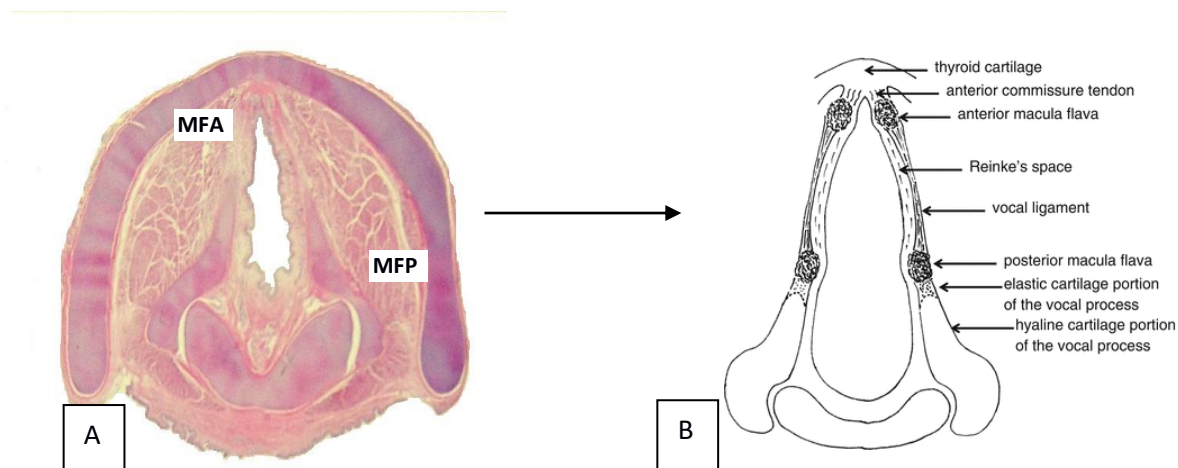 MFA
MFP
A
thyroid cartilage
anterior commissure tendon
anterior macula flava
Reinke's space
vocal ligament
posterior macula flava
elastic cartilage portion
of the vocal process
hyaline cartilage portion
of the vocal process
B